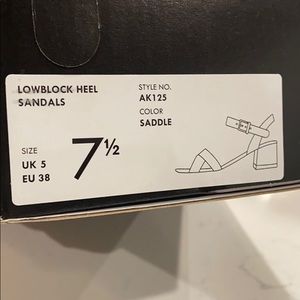 LOWBLOCK HEEL
SANDALS
STYLE NO.
AK125
COLOR
SADDLE
SIZE
UK 5
EU 38
7½